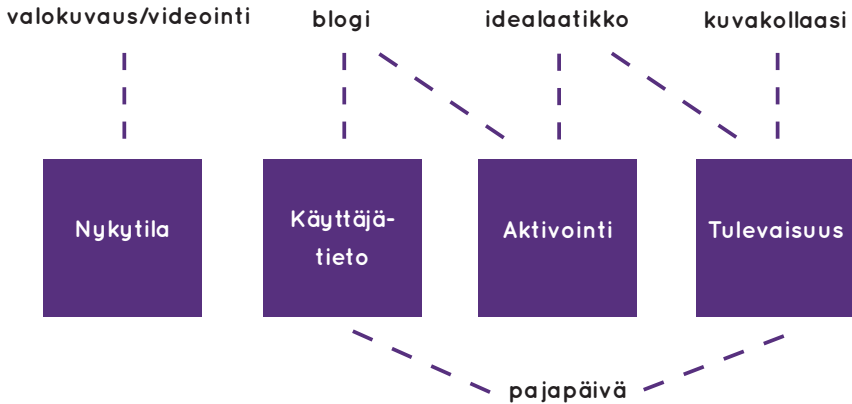 valokuvaus/videointi
blogi
idealaatikko
kuvakollaasi
Nykytila
Käyttäjä-
tieto
Aktivointi
Tulevaisuus
pajapäivä